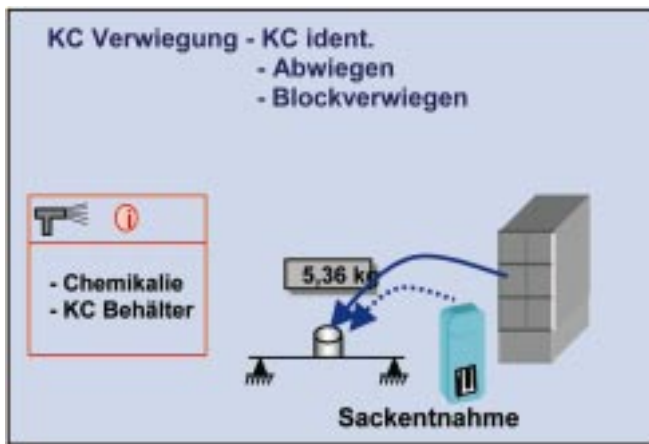 KC Verwiegung - KC ident.
- Abwiegen
- Blockverwiegen
i
- Chemikalie
- KC Behälter
5,36 kg
Sackentnahme